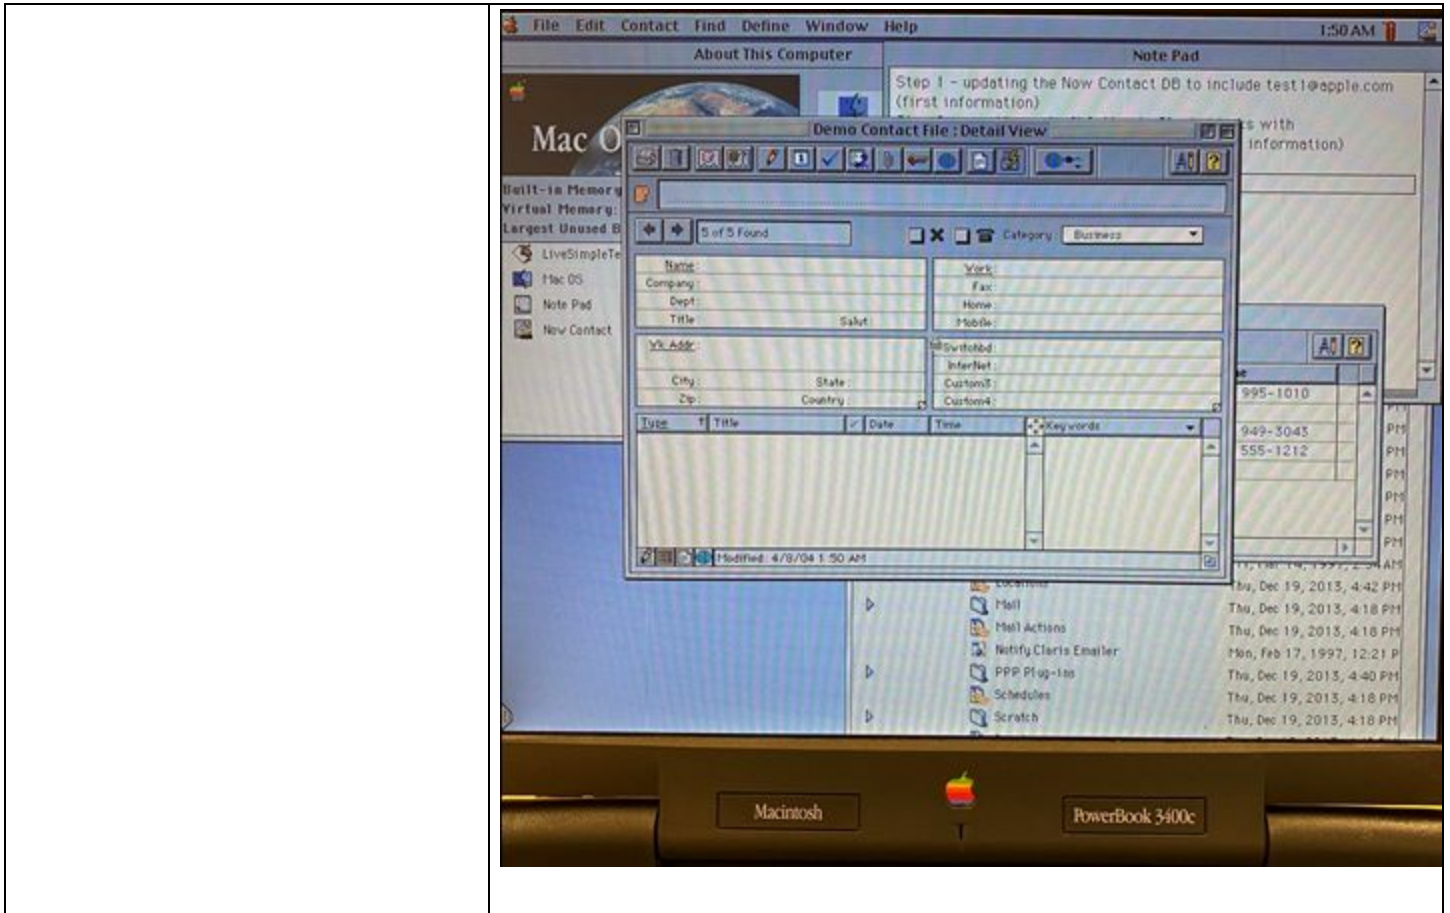 File Edit Contact Find Define Window Help
1:50 AM
About This Computer
Note Pad
Step 1 - updating the Now Contact DB to include test1@apple.com
(first information)
s with
information)
Mac O
Built-in Memory
Virtual Memory:
Largest Unused B
LiveSimpleTe
Mac OS
Note Pad
Now Contact
Demo Contact File : Detail View
5 of 5 Found
Category: Business
Name:
Company:
Dept:
Title: Salut:
Work:
Fax:
Home:
Mobile:
Wk Addr:
City: State:
Zip: Country:
Switchbd:
InterNet:
Custom3:
Custom4:
Type Title Date Time Keywords
Modified: 4/8/04 1:50 AM
995-1010
949-3043
555-1212
PM
PM
PM
PM
PM
PM
Locations Thu, Dec 19, 2013, 4:42 PM
Mail Thu, Dec 19, 2013, 4:18 PM
Mail Actions Thu, Dec 19, 2013, 4:18 PM
Notify Claris Emailer Mon, Feb 17, 1997, 12:21 P
PPP Plug-ins Thu, Dec 19, 2013, 4:40 PM
Schedules Thu, Dec 19, 2013, 4:18 PM
Scratch Thu, Dec 19, 2013, 4:18 PM
Macintosh
PowerBook 3400c